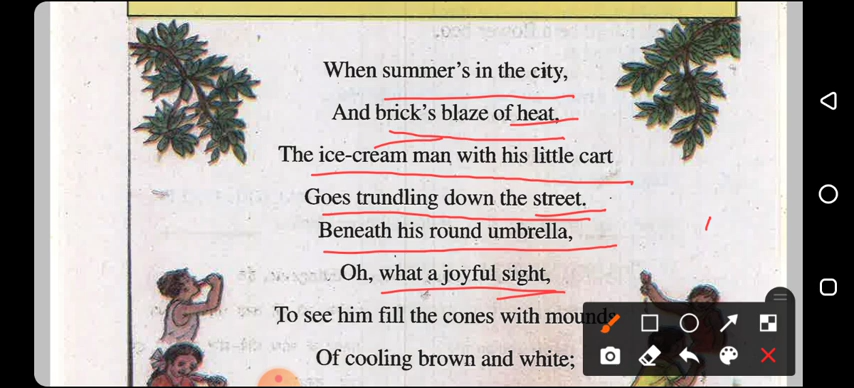 When summer's in the city,
And brick's blaze of heat,
The ice-cream man with his little cart
Goes trundling down the street.
Beneath his round umbrella,
Oh, what a joyful sight,
To see him fill the cones with mounds
Of cooling brown and white;